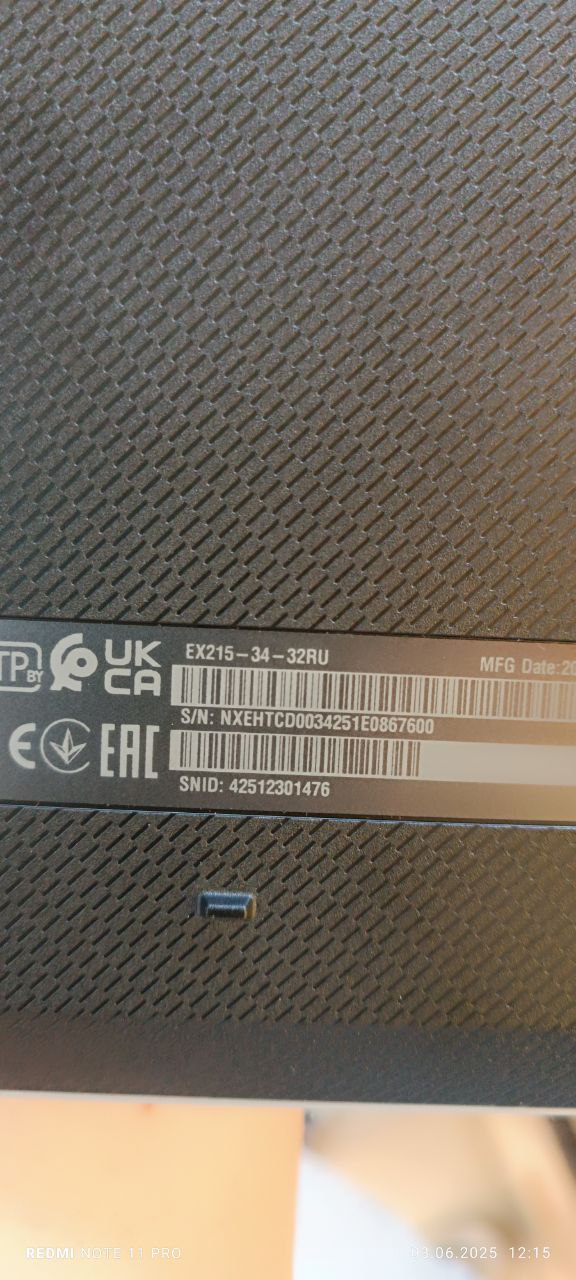 EX215-34-32RU
MFG Date:20
TP BY
UK
CA
S/N: NXEHTCD0034251E0867600
EAC
SNID: 42512301476
REDMI NOTE 11 PRO
03.06.2025 12:15